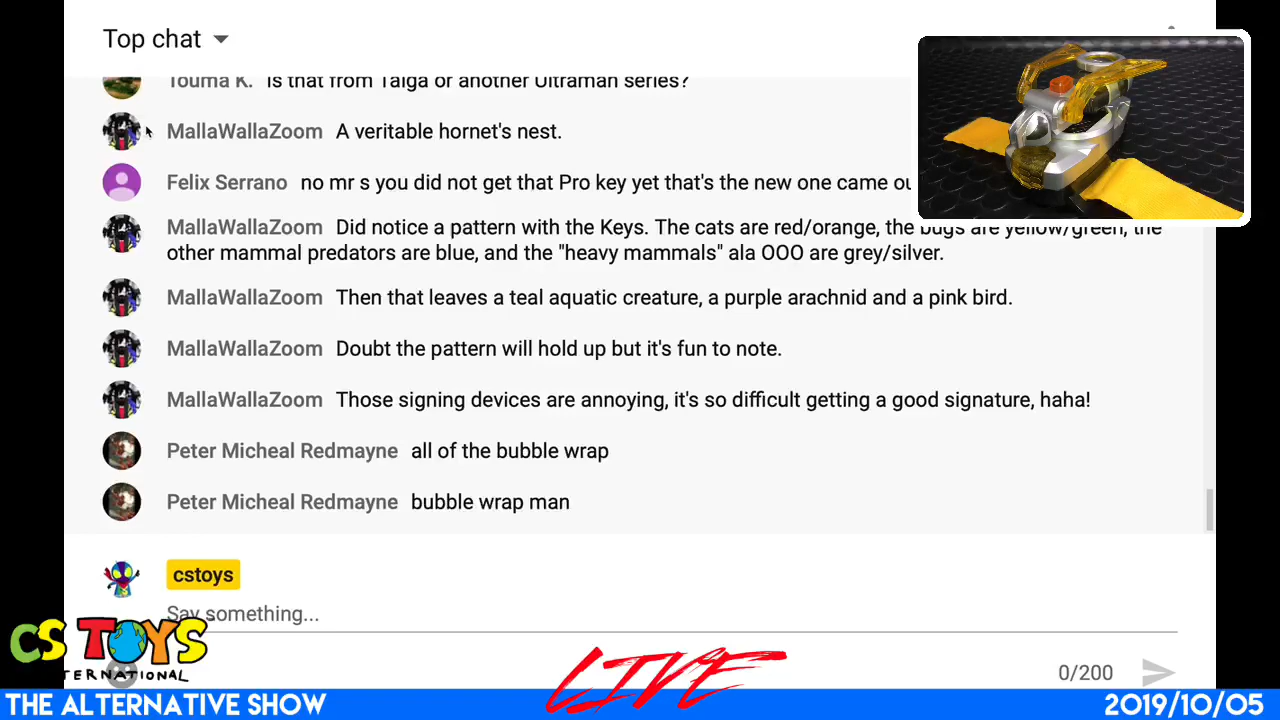 Top chat
Touma K. Is that from Taiga or another Ultraman series?
MallaWallaZoom A veritable hornet's nest.
Felix Serrano no mr s you did not get that Pro key yet that's the new one came ou
MallaWallaZoom Did notice a pattern with the Keys. The cats are red/orange, the bugs are yellow/green, the
other mammal predators are blue, and the "heavy mammals" ala OOO are grey/silver.
MallaWallaZoom Then that leaves a teal aquatic creature, a purple arachnid and a pink bird.
MallaWallaZoom Doubt the pattern will hold up but it's fun to note.
MallaWallaZoom Those signing devices are annoying, it's so difficult getting a good signature, haha!
Peter Micheal Redmayne all of the bubble wrap
Peter Micheal Redmayne bubble wrap man
cstoys
Say something...
CS TOYS
TERNATIONAL
LIVE
0/200
THE ALTERNATIVE SHOW
2019/10/05